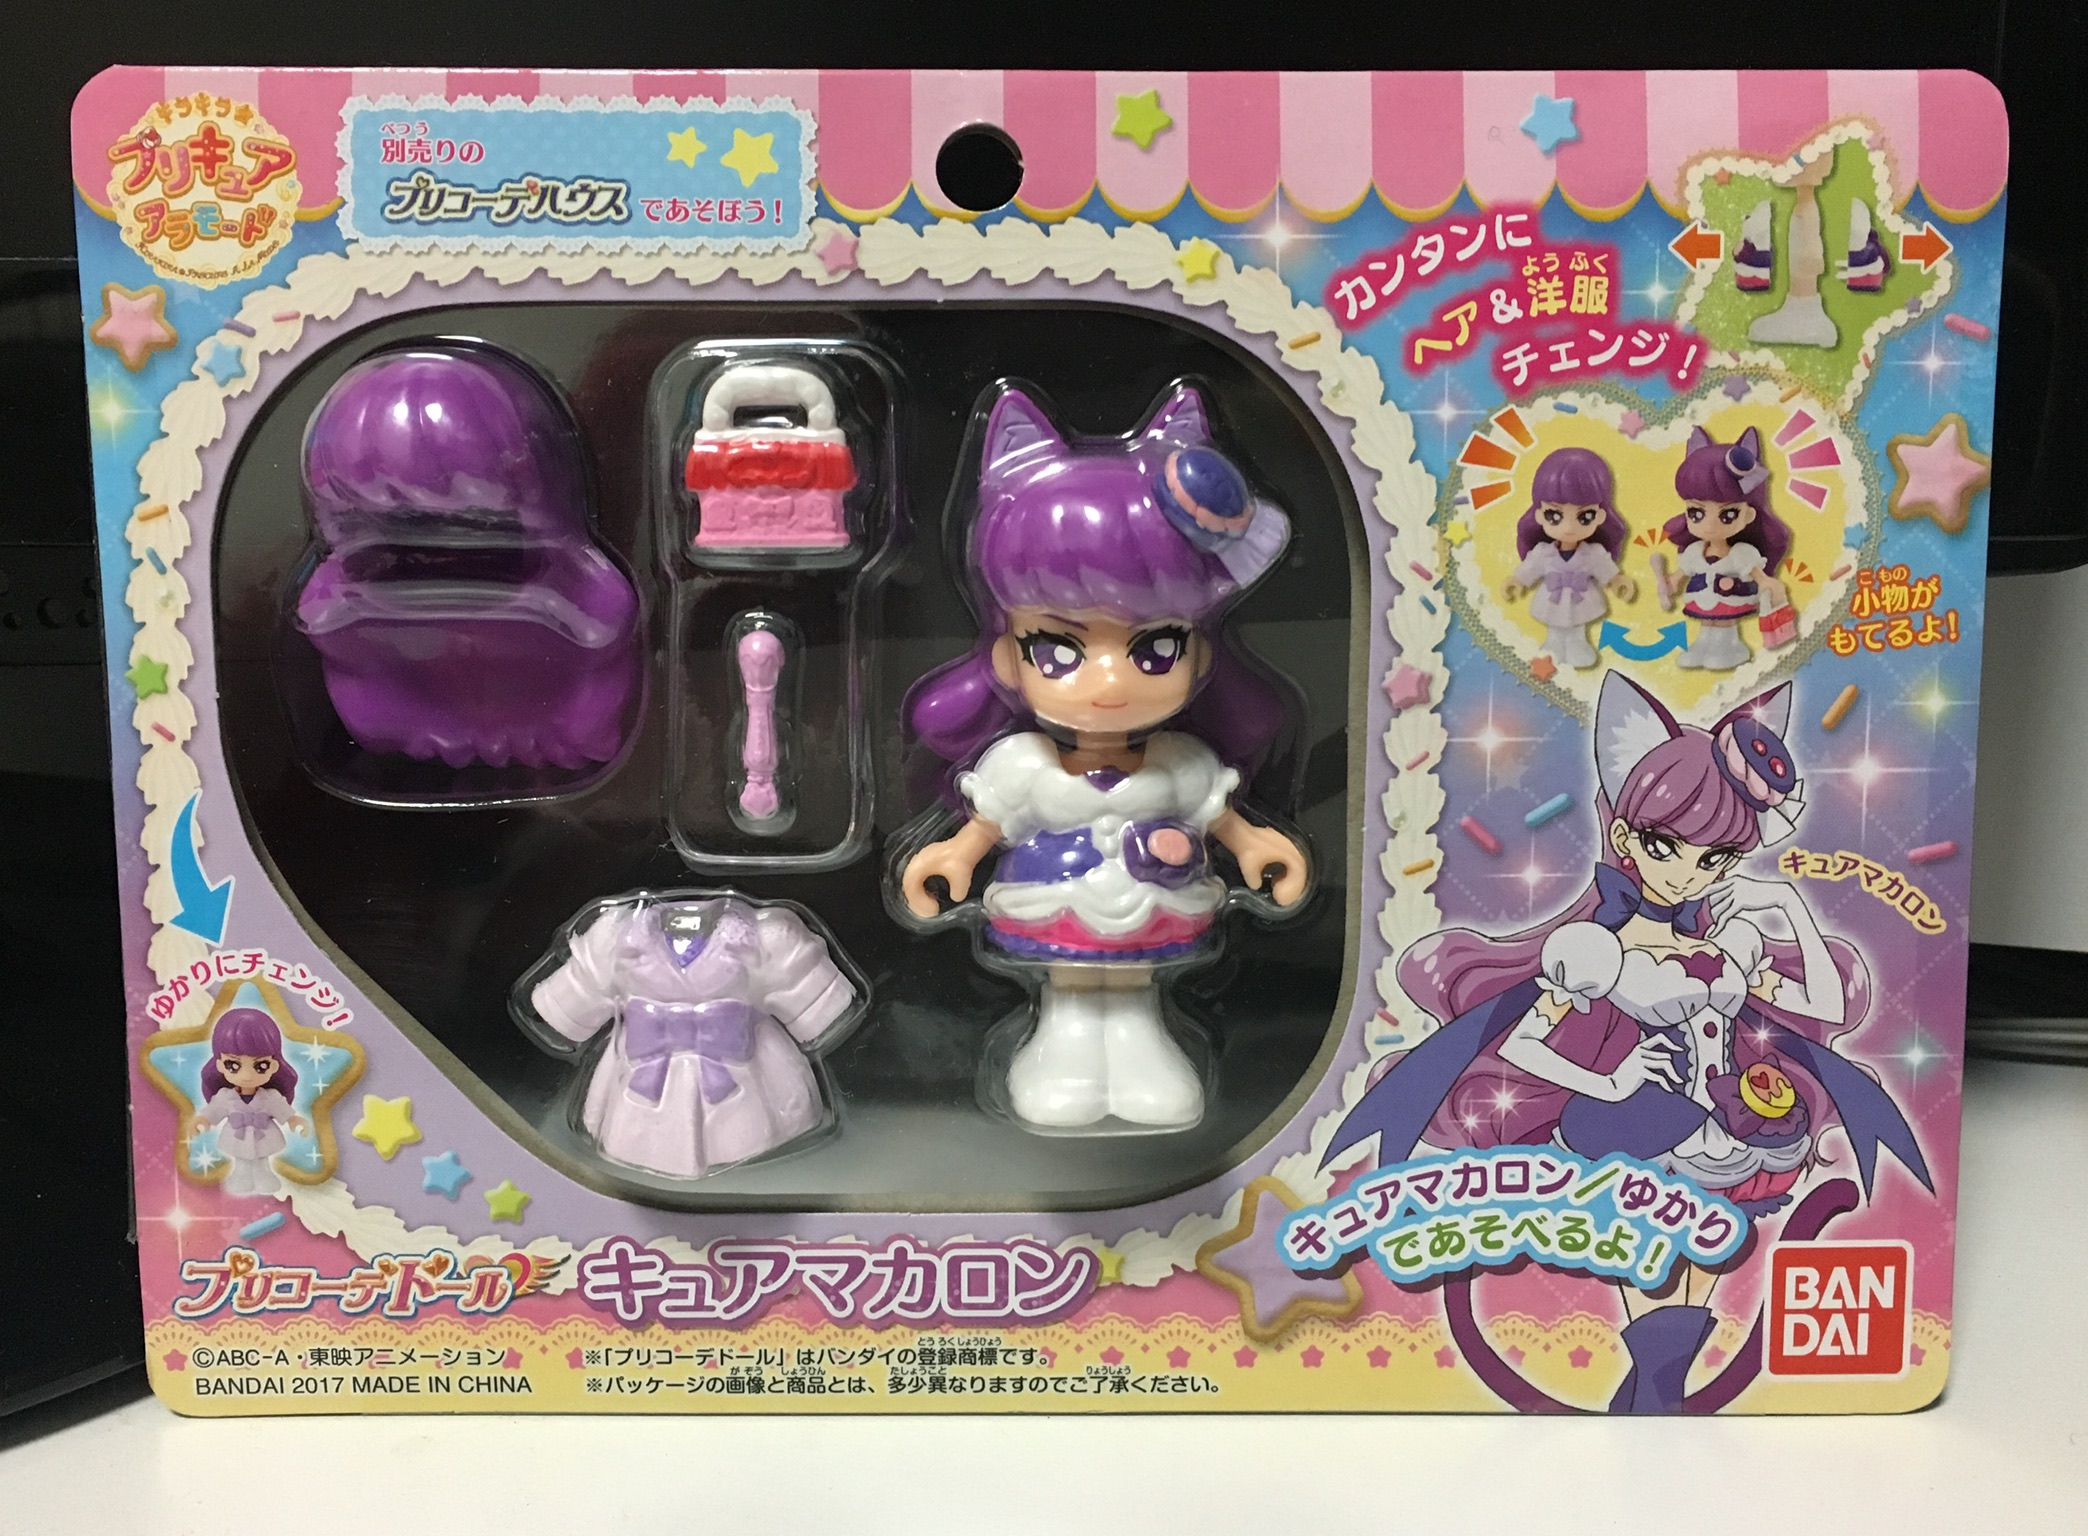 キラキラ☆
プリキュア
アラモード
べつう
別売りの
プリコーデハウス であそぼう!
カンタンに
ようふく
ヘア&洋服
チェンジ!
こもの
小物が
もてるよ!
キュアマカロン
ゆかりにチェンジ!
キュアマカロン/ゆかり
であそべるよ!
プリコーデドール キュアマカロン
BAN
DAI
©ABC-A・東映アニメーション
BANDAI 2017 MADE IN CHINA
とうろくしょうひょう
※「プリコーデドール」はバンダイの登録商標です。
がぞう しょうひん たしょうこと りょうしょう
※パッケージの画像と商品とは、多少異なりますのでご了承ください。